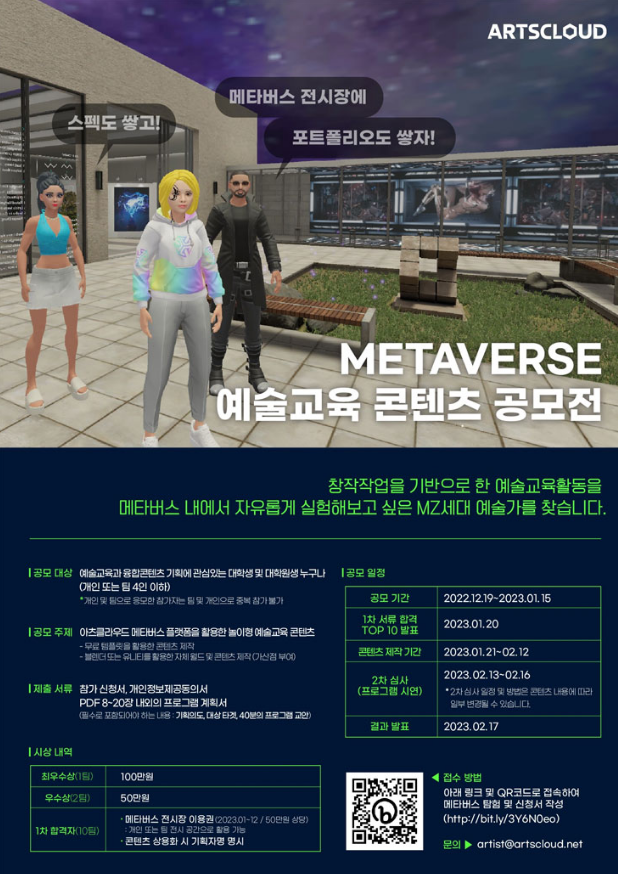 ARTSCLOUD
메타버스 전시장에
스펙도 쌓고!
포트폴리오도 쌓자!
METAVERSE
예술교육 콘텐츠 공모전
창작작업을 기반으로 한 예술교육활동을
메타버스 내에서 자유롭게 실험해보고 싶은 MZ세대 예술가를 찾습니다.
공모 대상 예술교육과 융합콘텐츠 기획에 관심있는 대학생 및 대학원생 누구나
(개인 또는 팀 4인 이하)
*개인 및 팀으로 응모한 참가자는 팀 및 개인으로 중복 참가 불가
공모 주제 아츠클라우드 메타버스 플랫폼을 활용한 놀이형 예술교육 콘텐츠
- 무료 템플릿을 활용한 콘텐츠 제작
- 블렌더 또는 유니티를 활용한 자체 월드 및 콘텐츠 제작 (가산점 부여)
제출 서류 참가 신청서, 개인정보제공동의서
PDF 8~20장 내외의 프로그램 계획서
(필수로 포함되어야 하는 내용 : 기획의도, 대상 타겟, 40분의 프로그램 교안)
시상 내역
최우수상(1팀) 100만원
우수상(2팀) 50만원
1차 합격자(10팀) · 메타버스 전시장 이용권 (2023.01~12 / 50만원 상당)
: 개인 또는 팀 전시 공간으로 활용 가능
· 콘텐츠 상용화 시 기획자명 명시
공모 일정
공모 기간 2022.12.19~2023.01.15
1차 서류 합격
TOP 10 발표 2023.01.20
콘텐츠 제작 기간 2023.01.21~02.12
2차 심사
(프로그램 시연) 2023.02.13~02.16
* 2차 심사 일정 및 방법은 콘텐츠 내용에 따라
일부 변경될 수 있습니다.
결과 발표 2023.02.17
◀ 접수 방법
아래 링크 및 QR코드로 접속하여
메타버스 탐험 및 신청서 작성
(http://bit.ly/3Y6N0eo)
문의 ▶ artist@artscloud.net